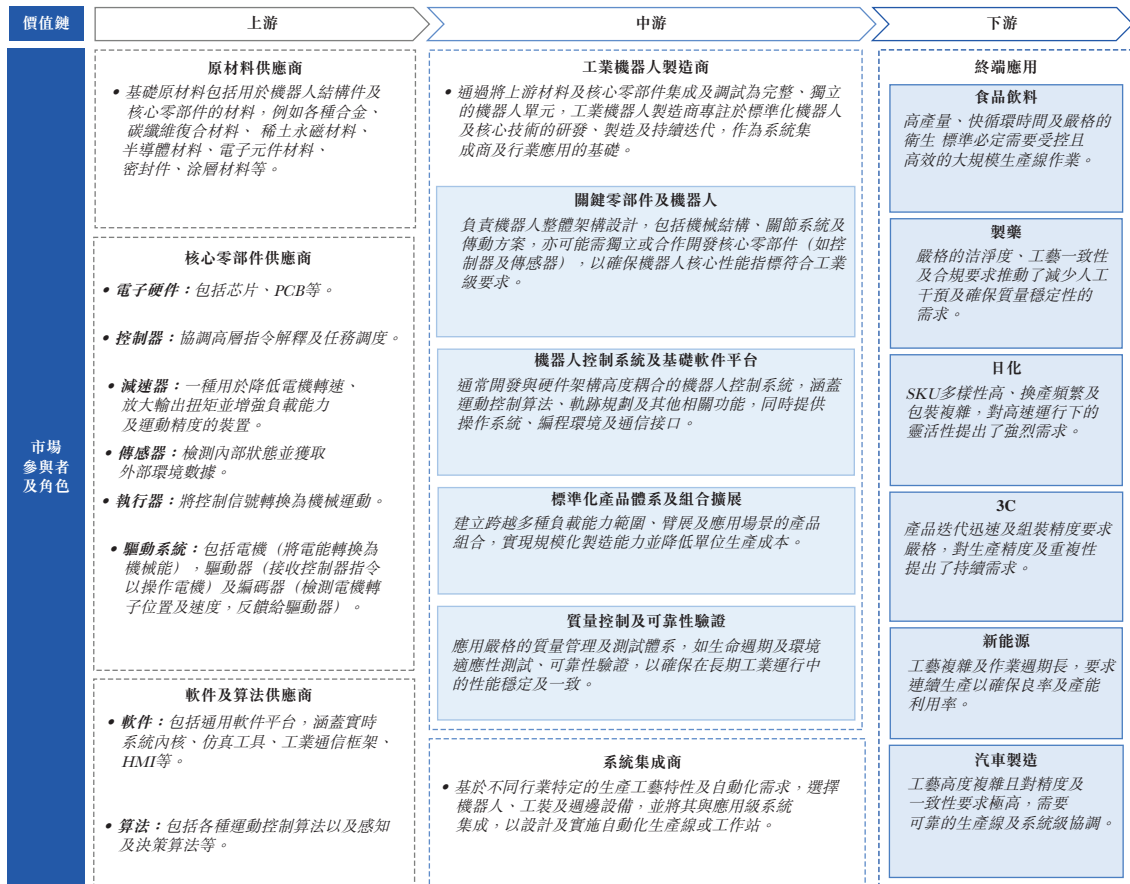 價值鏈
上游
中游
下游
市場
參與者
及角色
原材料供應商
• 基礎原材料包括用於機器人結構件及
核心零部件的材料，例如各種合金、
碳纖維復合材料、 稀土永磁材料、
半導體材料、電子元件材料、
密封件、涂層材料等。
核心零部件供應商
• 電子硬件：包括芯片、PCB等。
• 控制器：協調高層指令解釋及任務調度。
• 減速器：一種用於降低電機轉速、
放大輸出扭矩並增強負載能力
及運動精度的裝置。
• 傳感器：檢測內部狀態並獲取
外部環境數據。
• 執行器：將控制信號轉換為機械運動。
• 驅動系統：包括電機（將電能轉換為
機械能），驅動器（接收控制器指令
以操作電機）及編碼器（檢測電機轉
子位置及速度，反饋給驅動器）。
軟件及算法供應商
• 軟件：包括通用軟件平台，涵蓋實時
系統內核、仿真工具、工業通信框架、
HMI等。
• 算法：包括各種運動控制算法以及感知
及決策算法等。
工業機器人製造商
• 通過將上游材料及核心零部件集成及調試為完整、獨立
的機器人單元，工業機器人製造商專註於標準化機器人
及核心技術的研發、製造及持續迭代，作為系統集
成商及行業應用的基礎。
關鍵零部件及機器人
負責機器人整體架構設計，包括機械結構、關節系統及
傳動方案，亦可能需獨立或合作開發核心零部件（如控
制器及傳感器），以確保機器人核心性能指標符合工業
級要求。
機器人控制系統及基礎軟件平台
通常開發與硬件架構高度耦合的機器人控制系統，涵蓋
運動控制算法、軌跡規劃及其他相關功能，同時提供
操作系統、編程環境及通信接口。
標準化產品體系及組合擴展
建立跨越多種負載能力範圍、臂展及應用場景的產品
組合，實現規模化製造能力並降低單位生產成本。
質量控制及可靠性驗證
應用嚴格的質量管理及測試體系，如生命週期及環境
適應性測試、可靠性驗證，以確保在長期工業運行中
的性能穩定及一致。
系統集成商
• 基於不同行業特定的生產工藝特性及自動化需求，選擇
機器人、工裝及週邊設備，並將其與應用級系統
集成，以設計及實施自動化生產線或工作站。
終端應用
食品飲料
高產量、快循環時間及嚴格的
衛生 標準必定需要受控且
高效的大規模生產線作業。
製藥
嚴格的洁淨度、工藝一致性
及合規要求推動了減少人工
干預及確保質量穩定性的
需求。
日化
SKU多樣性高、換產頻繁及
包裝複雜，對高速運行下的
靈活性提出了強烈需求。
3C
產品迭代迅速及組裝精度要求
嚴格，對生產精度及重複性
提出了持續需求。
新能源
工藝複雜及作業週期長，要求
連續生產以確保良率及產能
利用率。
汽車製造
工藝高度複雜且對精度及
一致性要求極高，需要
可靠的生產線及系統級協調。